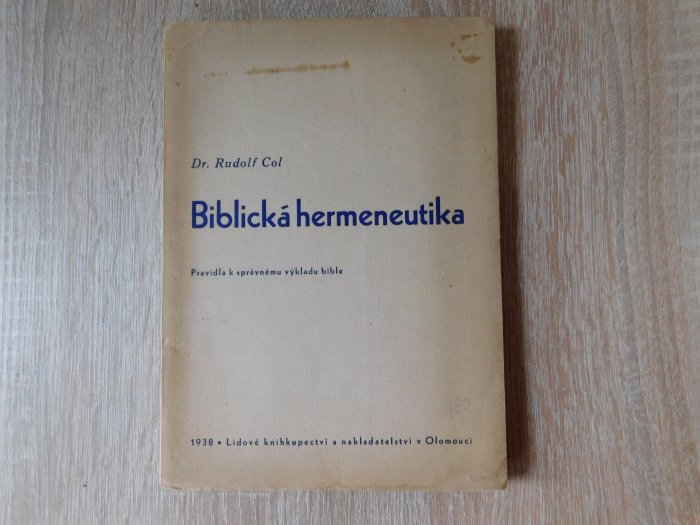 Dr. Rudolf Col
Biblická hermeneutika
Pravidla k správnému výkladu bible
1938 • Lidové knihkupectví a nakladatelství v Olomouci